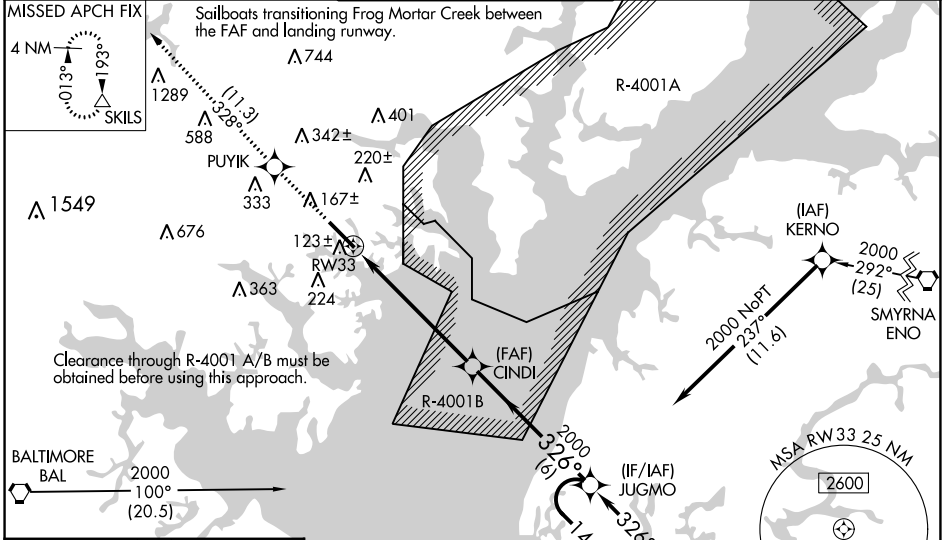 MISSED APCH FIX
4 NM
013°
193°
SKILS
Sailboats transitioning Frog Mortar Creek between
the FAF and landing runway.
744
1289
(11.3)
328°
588
342±
401
R-4001A
PUYIK
220±
333
167±
1549
676
123±
RW33
363
224
(IAF)
KERNO
2000
292°
(25)
SMYRNA
ENO
2000 NoPT
237°
(11.6)
Clearance through R-4001 A/B must be
obtained before using this approach.
(FAF)
CINDI
R-4001B
2000
326°
(6)
(IF/IAF)
JUGMO
BALTIMORE
BAL
2000
100°
(20.5)
MSA RW33 25 NM
2600
14
326°